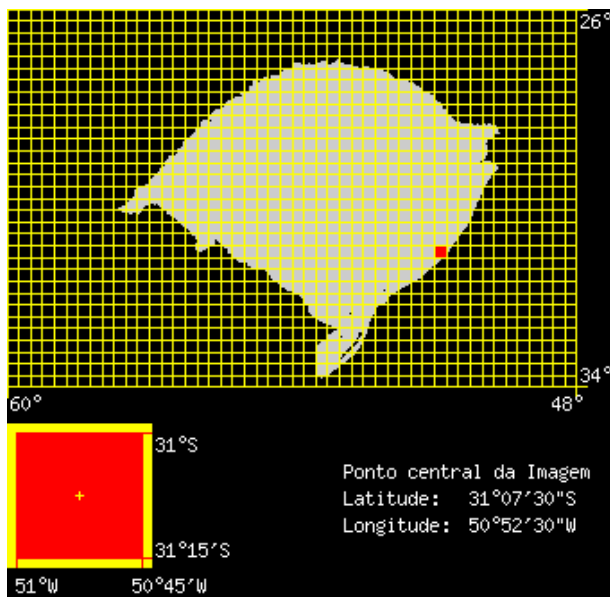 26°
34°
60°
48°
31°S
31°15'S
51°W
50°45'W
Ponto central da Imagem
Latitude: 31°07'30"S
Longitude: 50°52'30"W